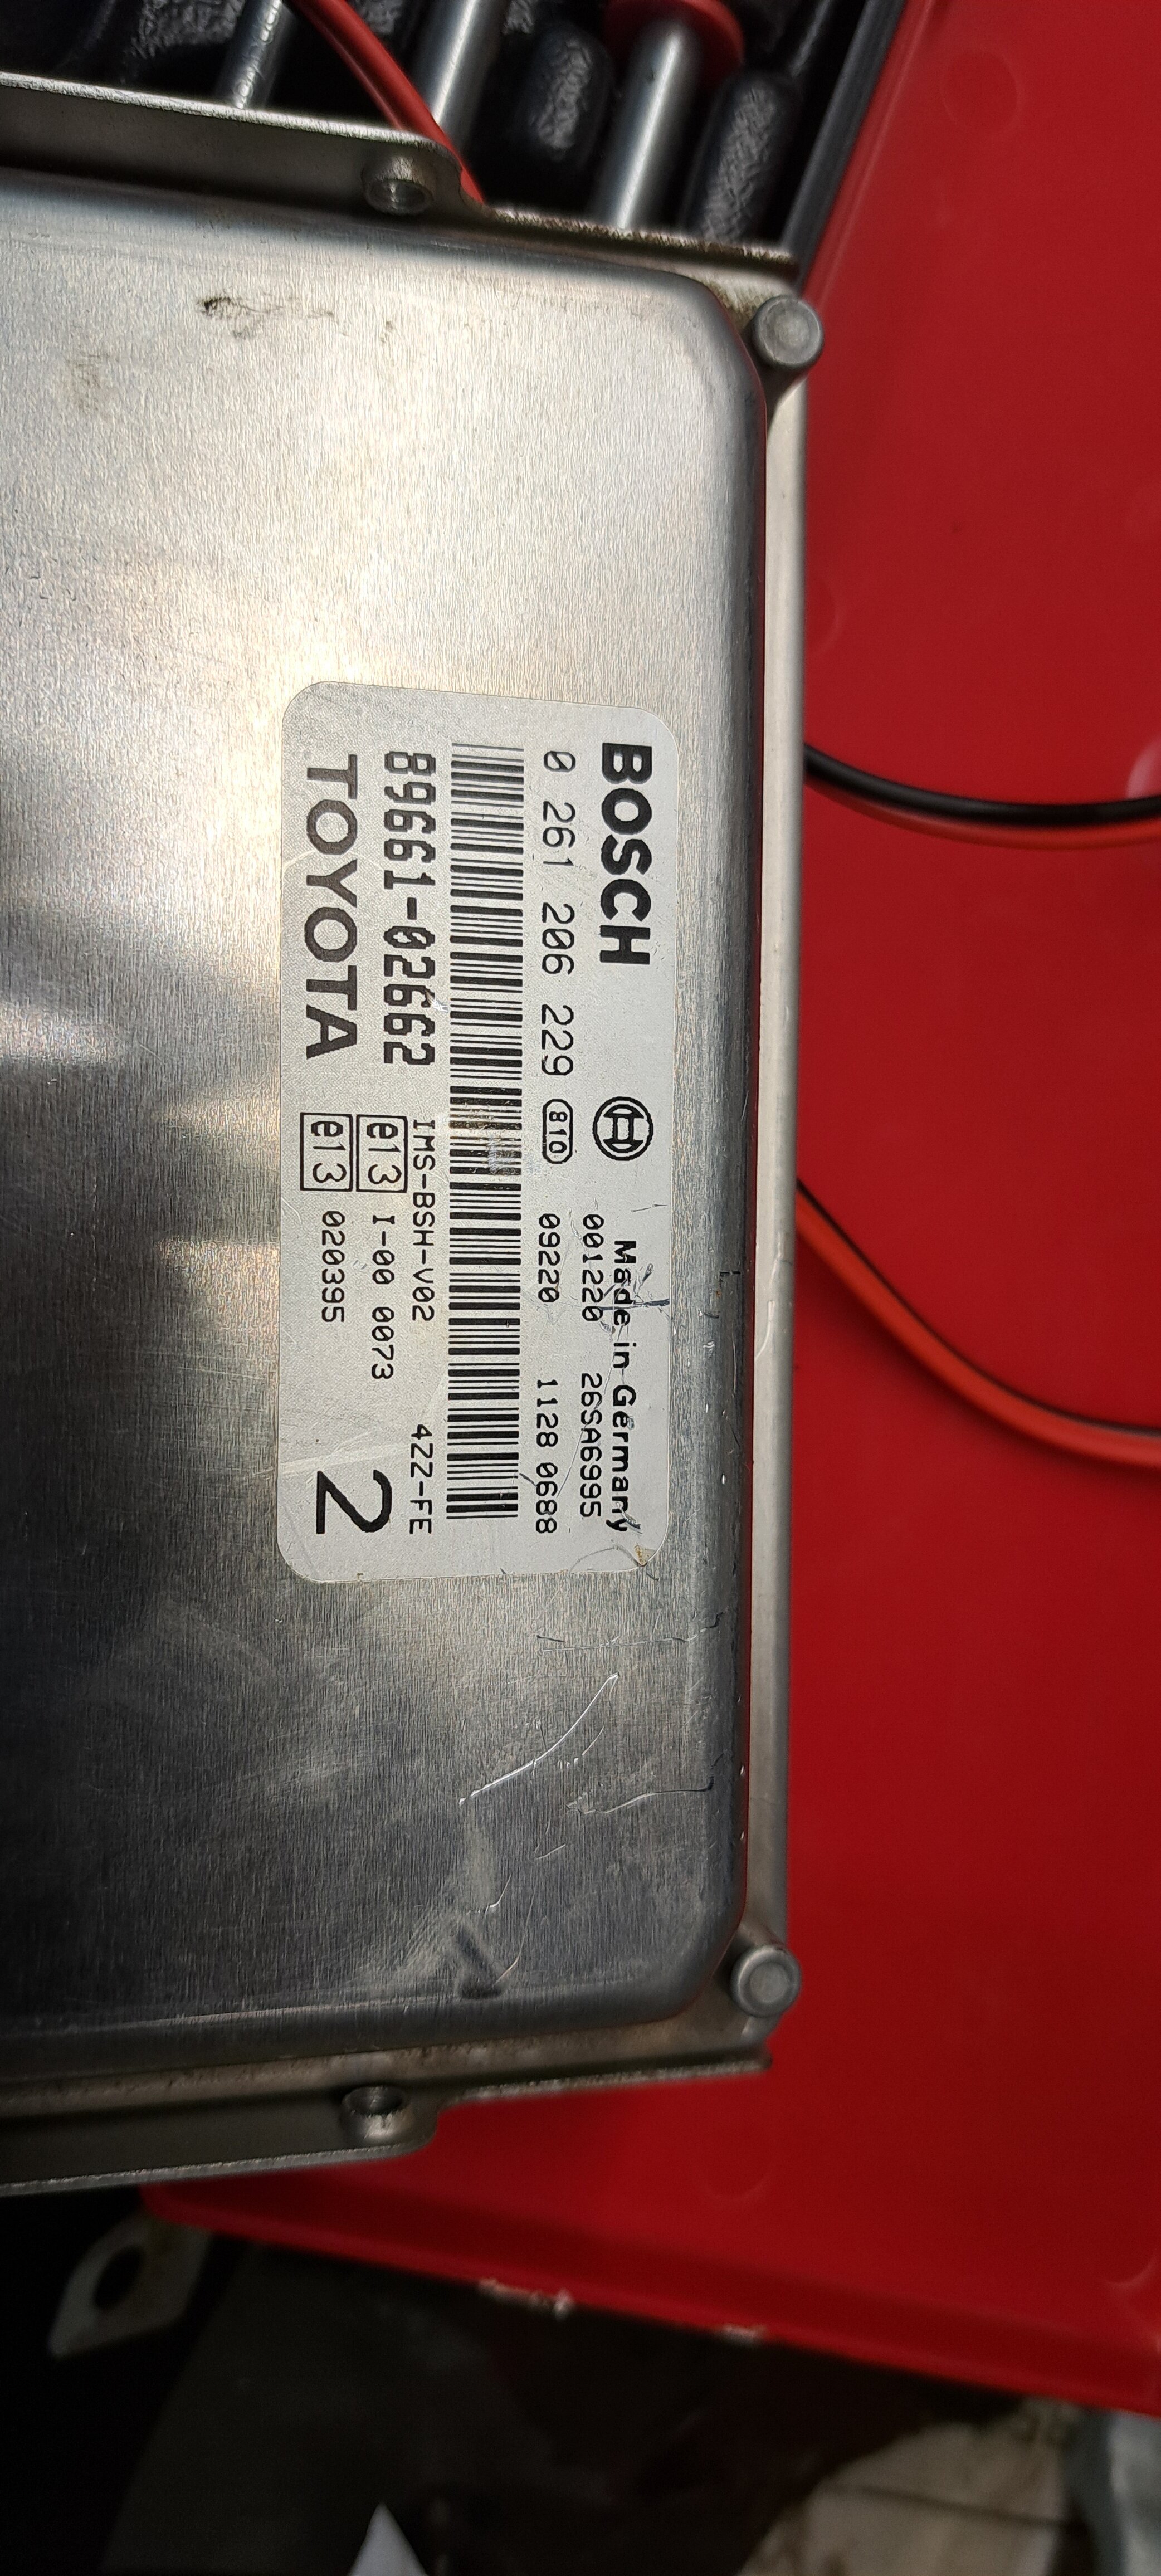 BOSCH
Made in Germany
001220 26SA6995
0 261 206 229 810 09220 1128 0688
89661-02662 IMS-BSH-V02 4ZZ-FE
e13 I-00 0073
TOYOTA e13 020395 2